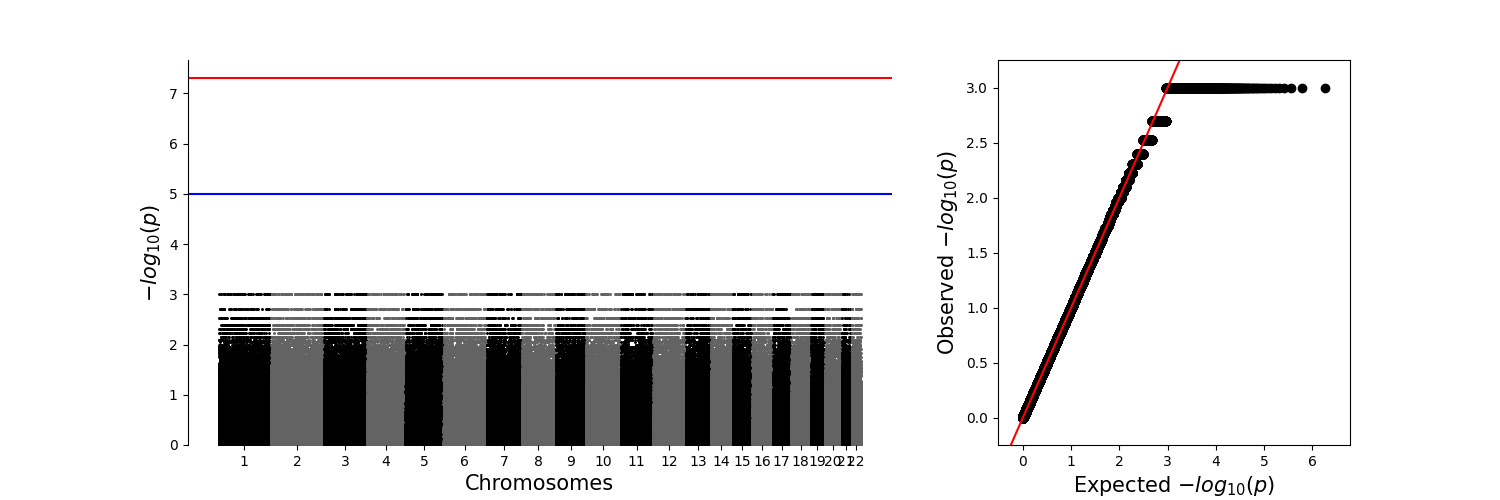 −log10(p)
7
6
5
4
3
2
1
0
1 2 3 4 5 6 7 8 9 10 11 12 13 14 15 16 17 18 19 20 21 22
Chromosomes
Observed −log10(p)
3.0
2.5
2.0
1.5
1.0
0.5
0.0
0 1 2 3 4 5 6
Expected −log10(p)